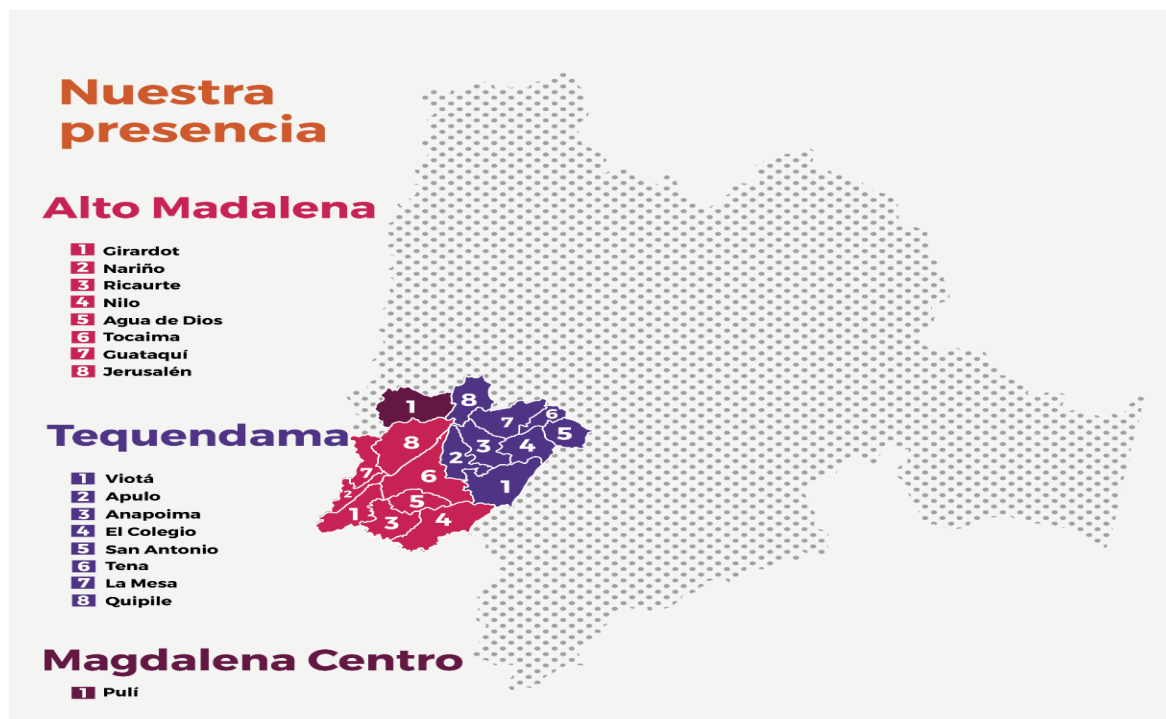 Nuestra
presencia
Alto Madalena
1 Girardot
2 Nariño
3 Ricaurte
4 Nilo
5 Agua de Dios
6 Tocaima
7 Guataquí
8 Jerusalén
Tequendama
1 Viotá
2 Apulo
3 Anapoima
4 El Colegio
5 San Antonio
6 Tena
7 La Mesa
8 Quipile
Magdalena Centro
1 Pulí
1
8
7
6
5
8
3
4
2
7
6
1
2
5
1
3
4